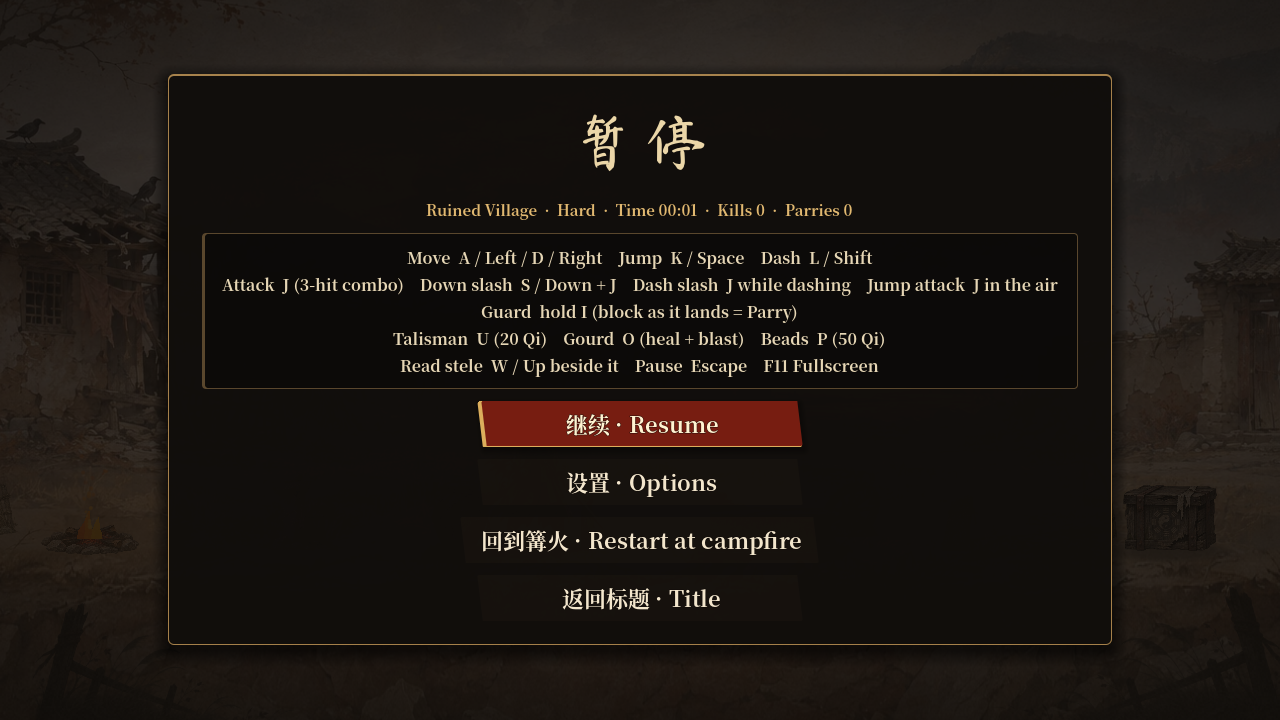 暂停
Ruined Village · Hard · Time 00:01 · Kills 0 · Parries 0
Move A / Left / D / Right Jump K / Space Dash L / Shift
Attack J (3-hit combo) Down slash S / Down + J Dash slash J while dashing Jump attack J in the air
Guard hold I (block as it lands = Parry)
Talisman U (20 Qi) Gourd O (heal + blast) Beads P (50 Qi)
Read stele W / Up beside it Pause Escape F11 Fullscreen
继续 · Resume
设置 · Options
回到篝火 · Restart at campfire
返回标题 · Title